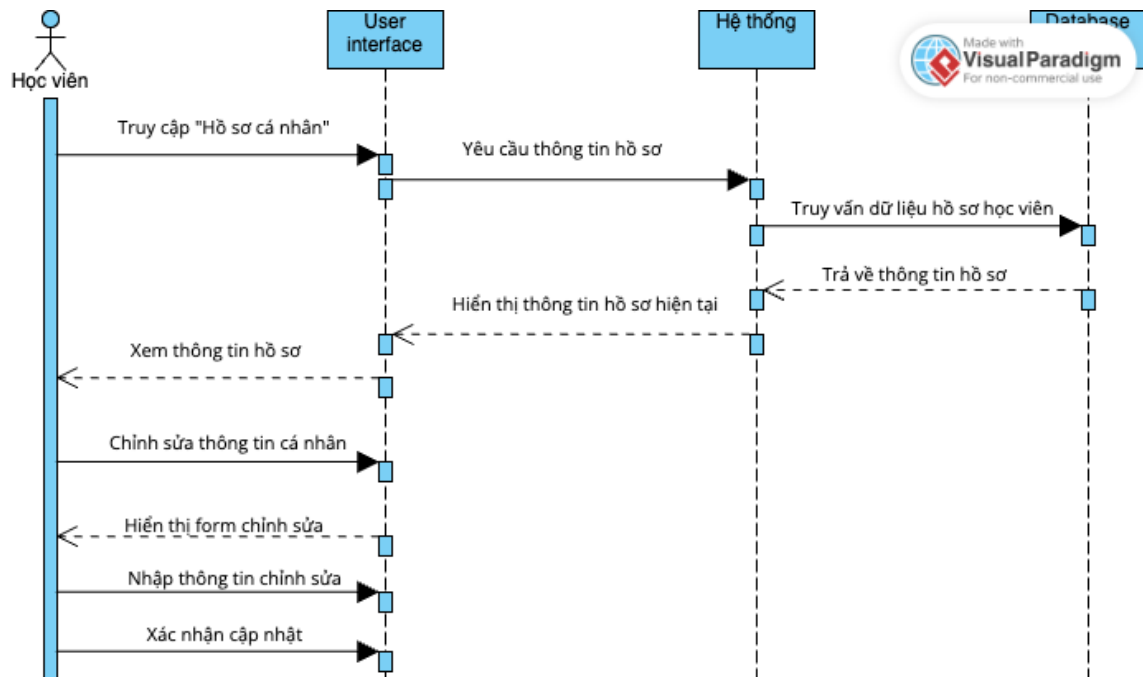 Học viên
User
interface
Hệ thống
Database
Made with
Visual Paradigm
For non-commercial use
Truy cập "Hồ sơ cá nhân"
Yêu cầu thông tin hồ sơ
Truy vấn dữ liệu hồ sơ học viên
Trả về thông tin hồ sơ
Hiển thị thông tin hồ sơ hiện tại
Xem thông tin hồ sơ
Chỉnh sửa thông tin cá nhân
Hiển thị form chỉnh sửa
Nhập thông tin chỉnh sửa
Xác nhận cập nhật